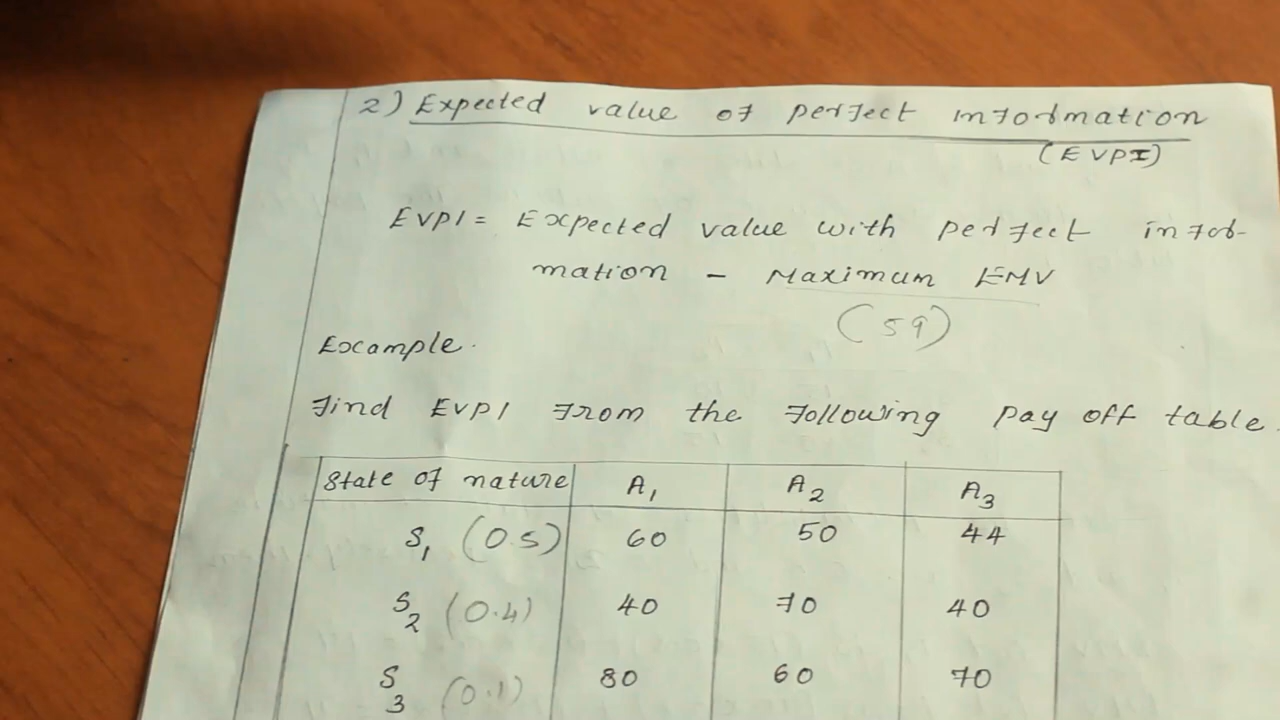 2) Expected value of perfect information
(EVPI)
EVPI = Expected value with perfect infor-
mation - Maximum EMV
(59)
Example.
Find EVPI from the following pay off table.
State of nature A1 A2 A3
S1 (0.5) 60 50 44
S2 (0.4) 40 70 40
S3 (0.1) 80 60 70